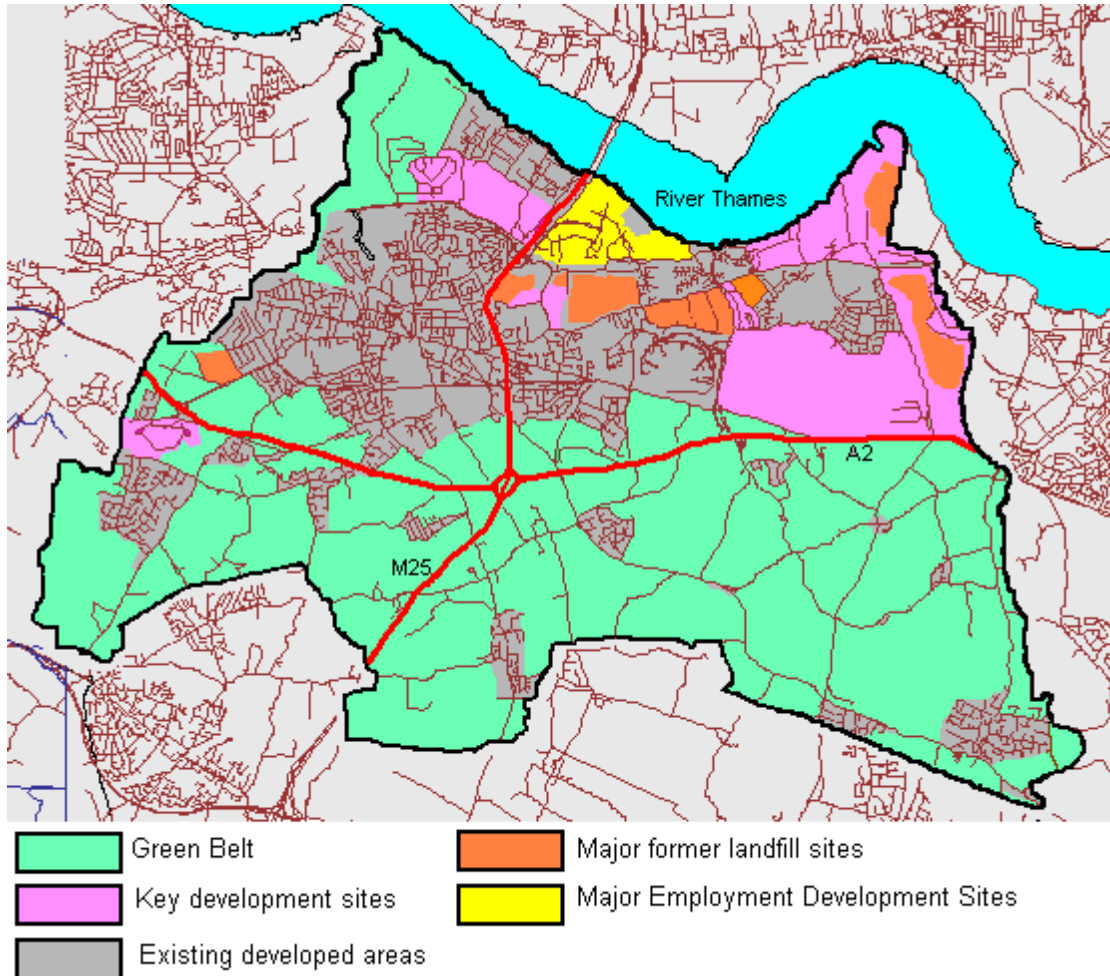 River Thames
A2
M25
Green Belt
Major former landfill sites
Key development sites
Major Employment Development Sites
Existing developed areas